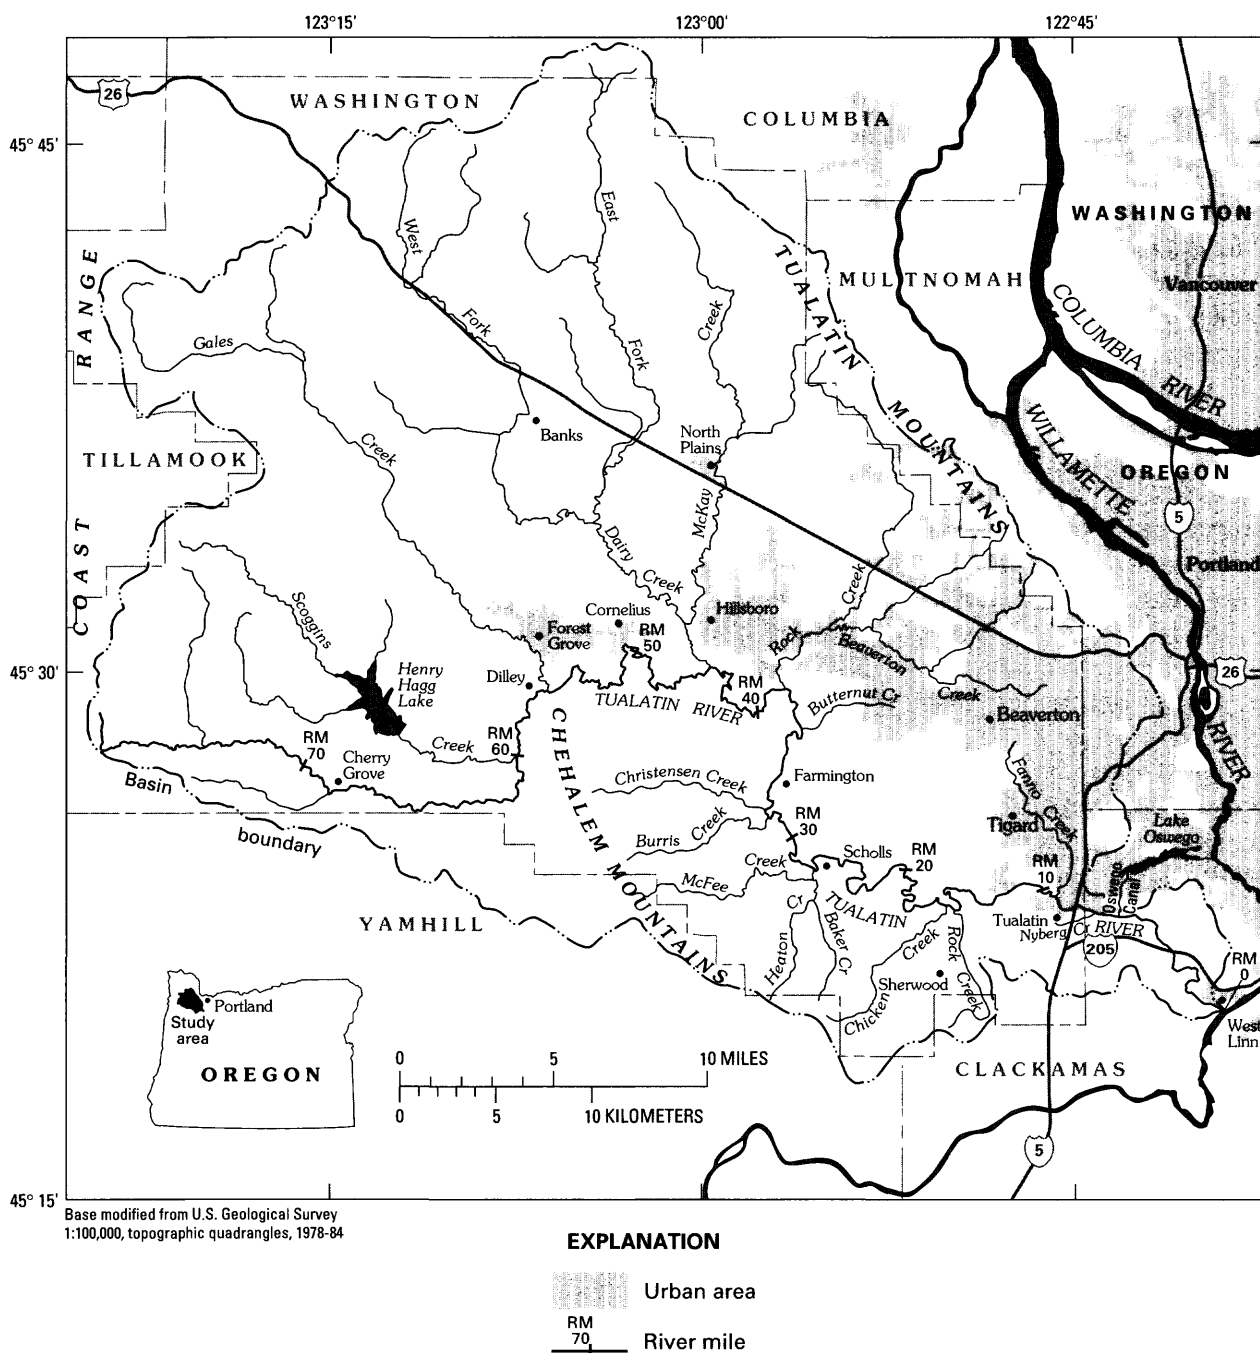 123°15'
123°00'
122°45'
26
WASHINGTON
COLUMBIA
45° 45'
East
West
WASHINGTON
TUALATIN
MOUNTAINS
MULTNOMAH
Vancouver
COAST RANGE
COLUMBIA
RIVER
Creek
Fork
Gales
Fork
WILLAMETTE
Banks
North
Plains
Creek
TILLAMOOK
OREGON
McKay
5
Dairy
Creek
Portland
Creek
Scoggins
Cornelius
Hillsboro
Forest
Grove
RM
50
Rock
Beaverton
Creek
45° 30'
Henry
Hagg
Lake
Dilley
26
RM
40
TUALATIN RIVER
Butternut Cr
Beaverton
RIVER
RM
70
Creek
RM
60
Cherry
Grove
CHEHALEM MOUNTAINS
Basin
boundary
Christensen Creek
Farmington
Fanno Creek
Tigard
RM
30
Lake
Oswego
Burris Creek
Scholls
RM
20
RM
10
Creek
McFee
Oswego
Canal
Cr
TUALATIN
Tualatin
Nyberg Cr
RIVER
YAMHILL
Heaton
Baker Cr
Creek
Rock
Creek
205
RM
0
Sherwood
Chicken
Portland
Study
area
West
Linn
OREGON
0
5
10 MILES
CLACKAMAS
0
5
10 KILOMETERS
5
45° 15'
Base modified from U.S. Geological Survey
1:100,000, topographic quadrangles, 1978-84
EXPLANATION
Urban area
RM
70
River mile